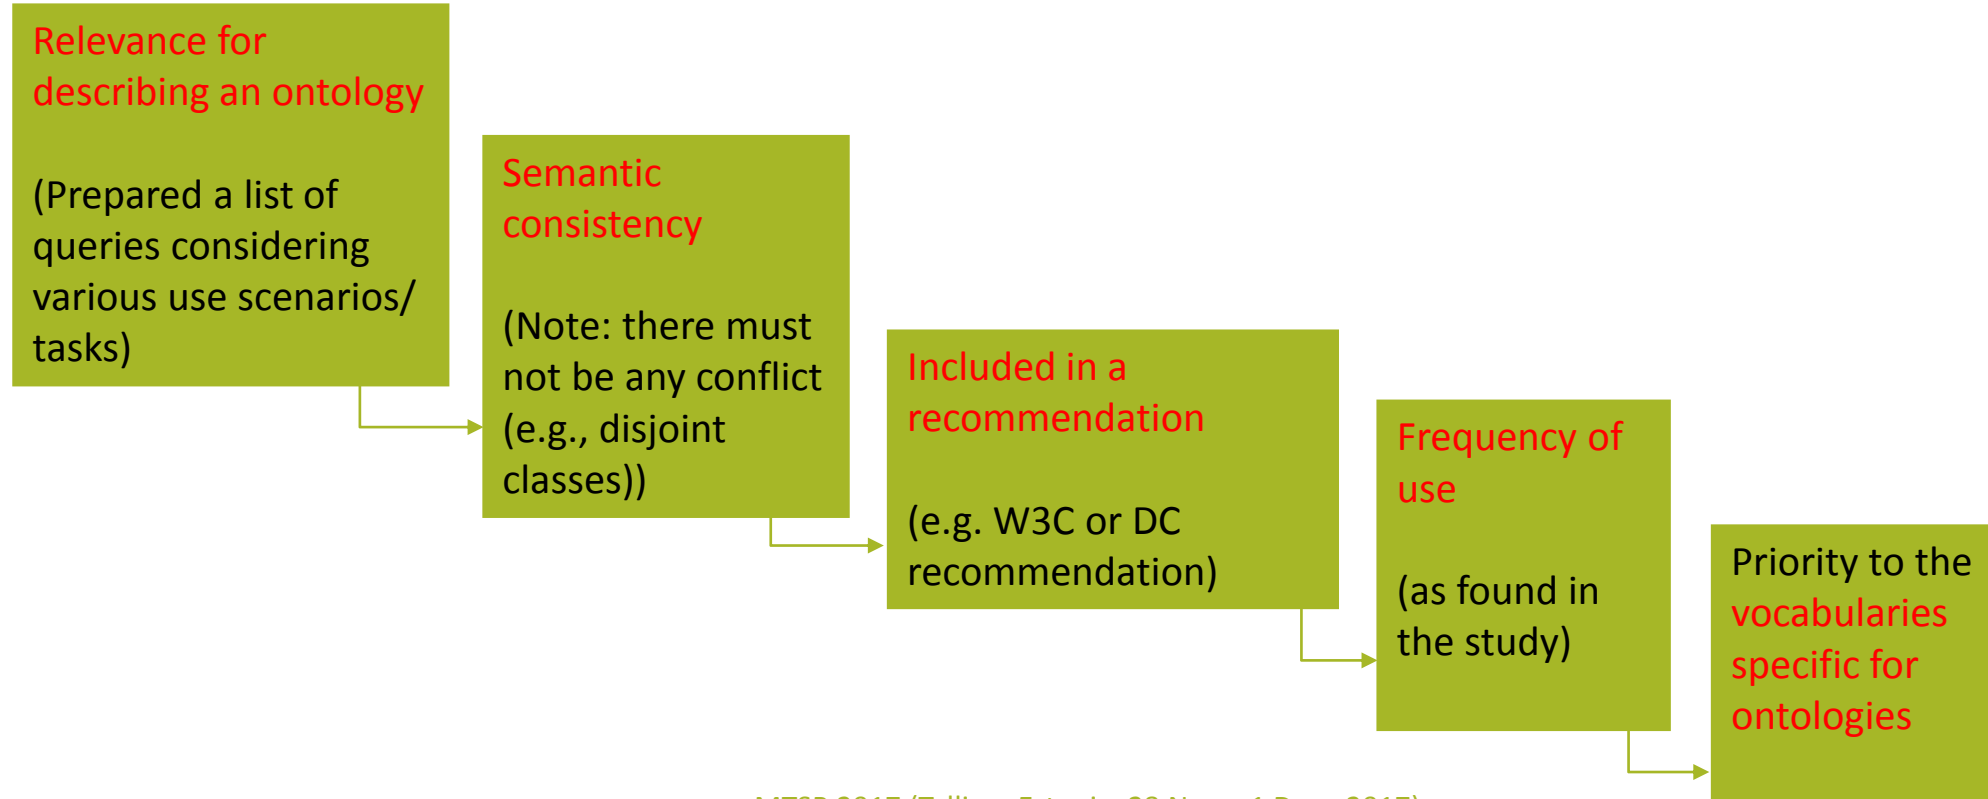 Relevance for
describing an ontology
(Prepared a list of
queries considering
various use scenarios/
tasks)
Semantic
consistency
(Note: there must
not be any conflict
(e.g., disjoint
classes))
Included in a
recommendation
(e.g. W3C or DC
recommendation)
Frequency of
use
(as found in
the study)
Priority to the
vocabularies
specific for
ontologies
2017